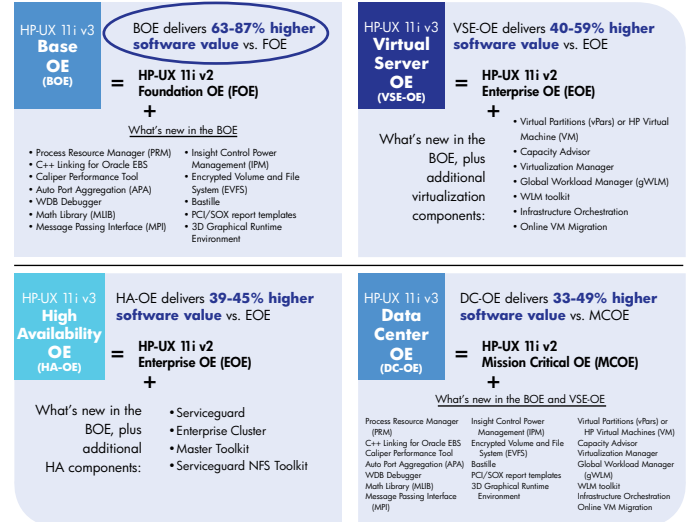 HP-UX 11i v3
Base
OE
(BOE)
BOE delivers 63-87% higher
software value vs. FOE
=
HP-UX 11i v2
Foundation OE (FOE)
+
What's new in the BOE
• Process Resource Manager (PRM)
• C++ Linking for Oracle EBS
• Caliper Performance Tool
• Auto Port Aggregation (APA)
• WDB Debugger
• Math Library (MLIB)
• Message Passing Interface (MPI)
• Insight Control Power
Management (IPM)
• Encrypted Volume and File
System (EVFS)
• Bastille
• PCI/SOX report templates
• 3D Graphical Runtime
Environment
HP-UX 11i v3
Virtual
Server
OE
(VSE-OE)
VSE-OE delivers 40-59% higher
software value vs. EOE
=
HP-UX 11i v2
Enterprise OE (EOE)
+
What's new in the
BOE, plus
additional
virtualization
components:
• Virtual Partitions (vPars) or HP Virtual
Machine (VM)
• Capacity Advisor
• Virtualization Manager
• Global Workload Manager (gWLM)
• WLM toolkit
• Infrastructure Orchestration
• Online VM Migration
HP-UX 11i v3
High
Availability
OE
(HA-OE)
HA-OE delivers 39-45% higher
software value vs. EOE
=
HP-UX 11i v2
Enterprise OE (EOE)
+
What's new in the
BOE, plus
additional
HA components:
• Serviceguard
• Enterprise Cluster
• Master Toolkit
• Serviceguard NFS Toolkit
HP-UX 11i v3
Data
Center
OE
(DC-OE)
DC-OE delivers 33-49% higher
software value vs. MCOE
=
HP-UX 11i v2
Mission Critical OE (MCOE)
+
What's new in the BOE and VSE-OE
Process Resource Manager
(PRM)
C++ Linking for Oracle EBS
Caliper Performance Tool
Auto Port Aggregation (APA)
WDB Debugger
Math Library (MLIB)
Message Passing Interface
(MPI)
Insight Control Power
Management (IPM)
Encrypted Volume and File
System (EVFS)
Bastille
PCI/SOX report templates
3D Graphical Runtime
Environment
Virtual Partitions (vPars) or
HP Virtual Machines (VM)
Capacity Advisor
Virtualization Manager
Global Workload Manager
(gWLM)
WLM toolkit
Infrastructure Orchestration
Online VM Migration